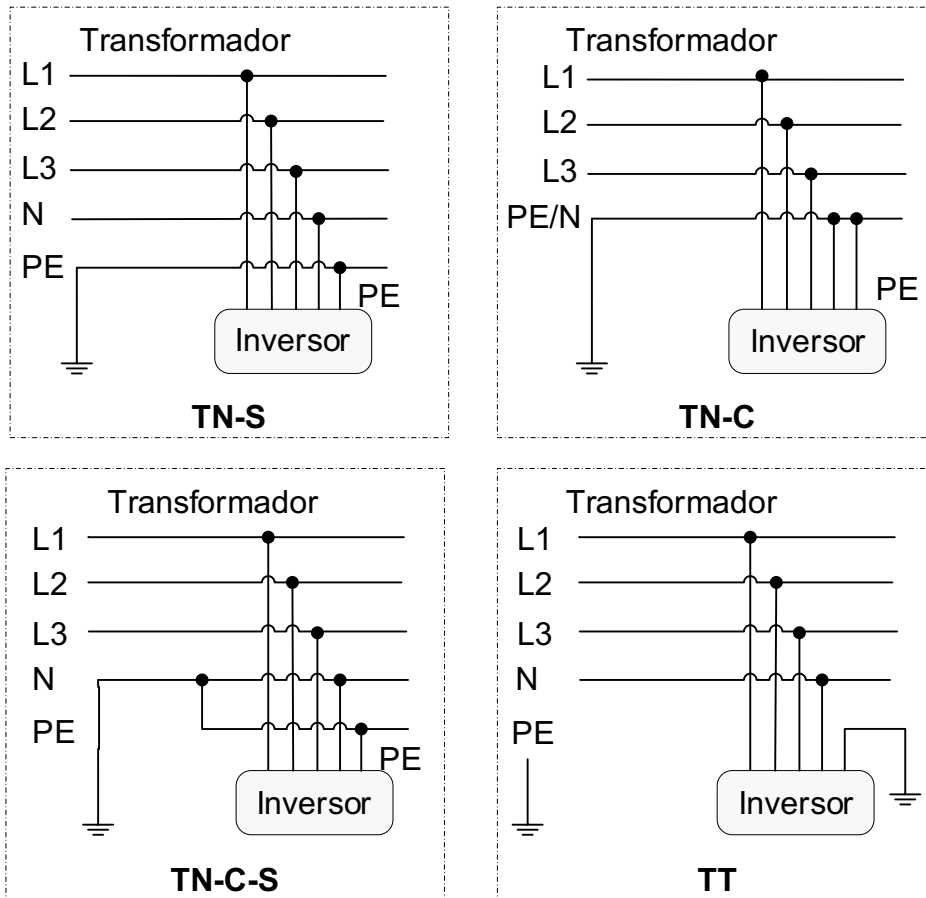 Transformador
L1
L2
L3
N
PE
PE
Inversor
TN-S
Transformador
L1
L2
L3
PE/N
PE
Inversor
TN-C
Transformador
L1
L2
L3
N
PE
PE
Inversor
TN-C-S
Transformador
L1
L2
L3
N
PE
Inversor
TT